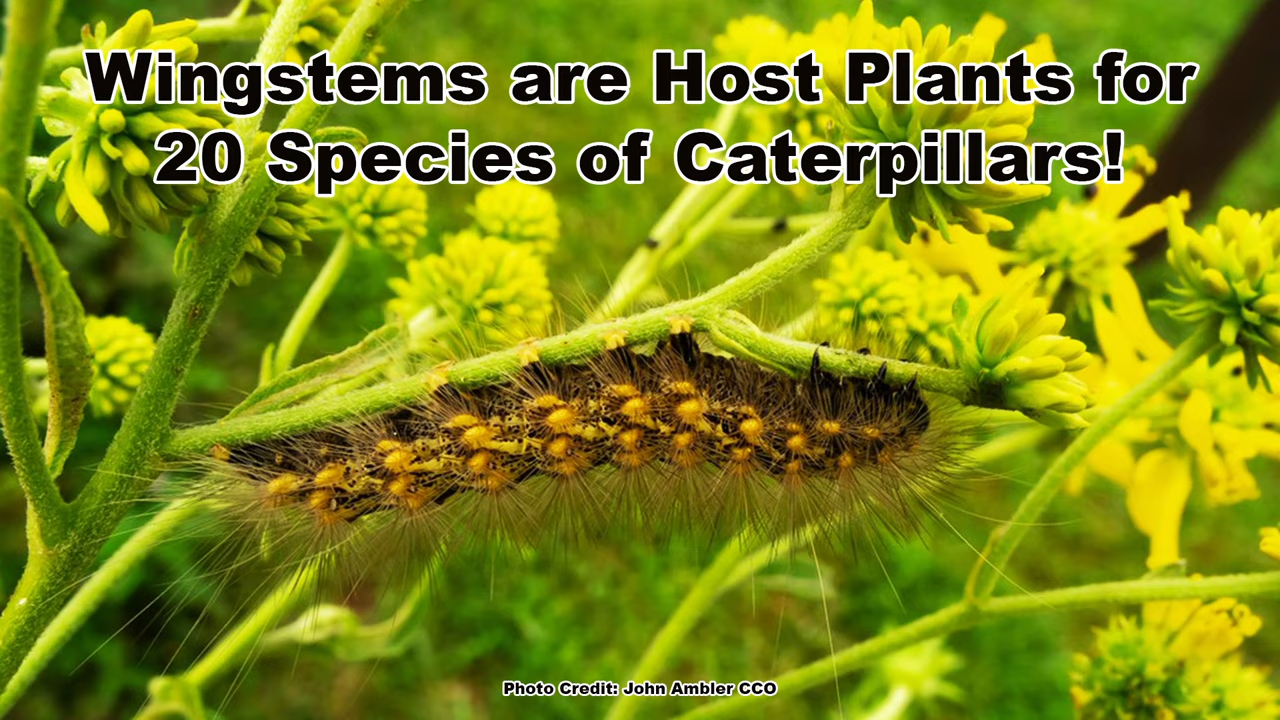 Wingstems are Host Plants for
20 Species of Caterpillars!
Photo Credit: John Ambler CCO